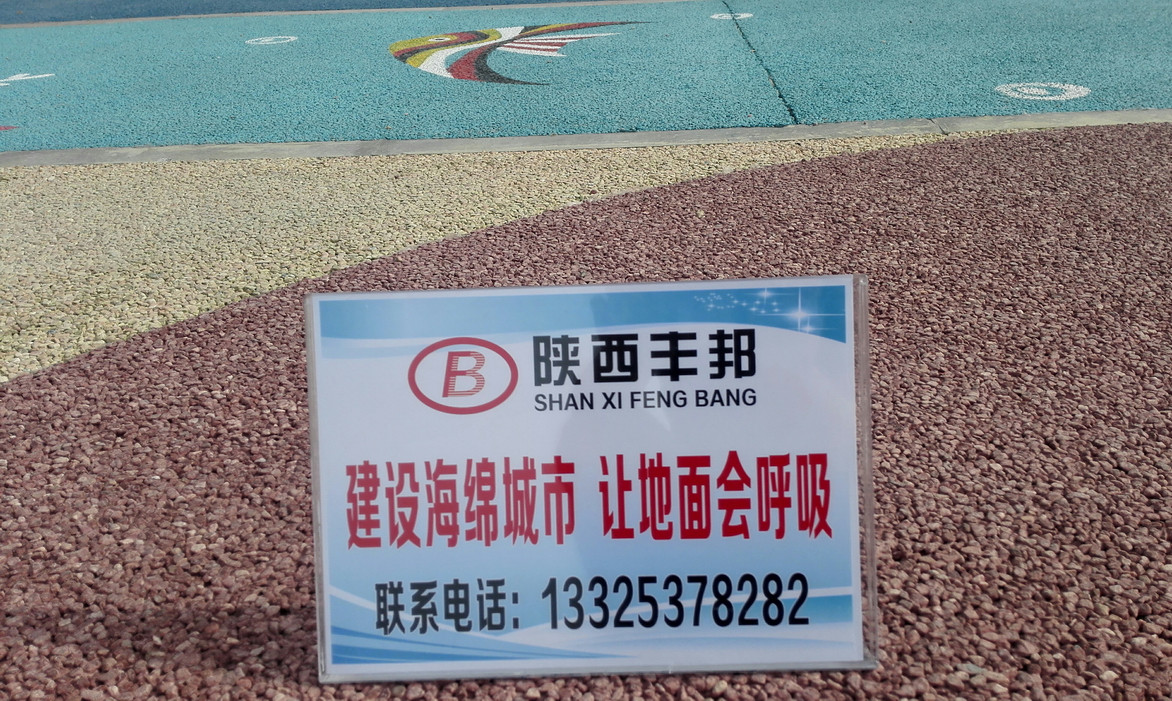 B
陕西丰邦
SHAN XI FENG BANG
建设海绵城市 让地面会呼吸
联系电话：13325378282